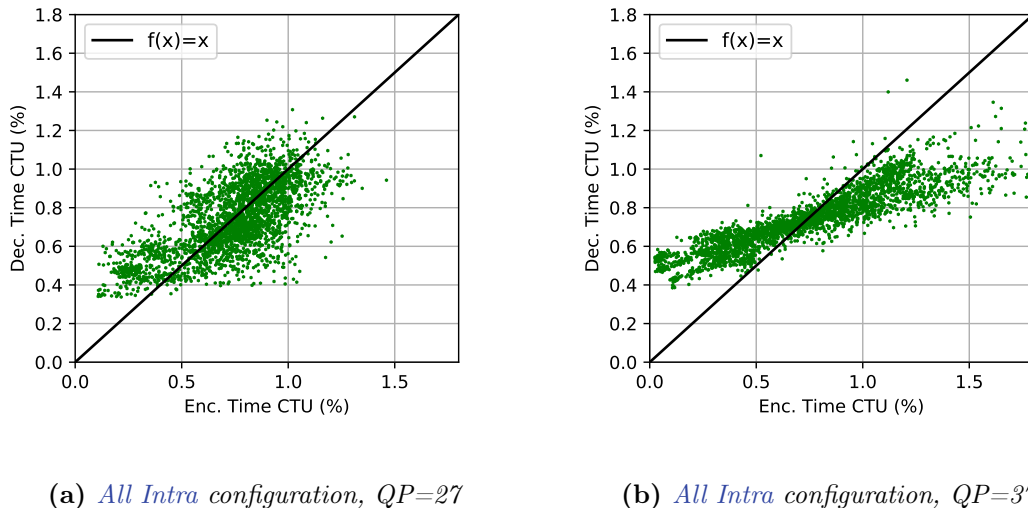 1.8
1.6
1.4
1.2
1.0
0.8
0.6
0.4
0.2
0.0
Dec. Time CTU (%)
f(x)=x
0.0 0.5 1.0 1.5
Enc. Time CTU (%)
(a) All Intra configuration, QP=27
1.8
1.6
1.4
1.2
1.0
0.8
0.6
0.4
0.2
0.0
Dec. Time CTU (%)
f(x)=x
0.0 0.5 1.0 1.5
Enc. Time CTU (%)
(b) All Intra configuration, QP=3